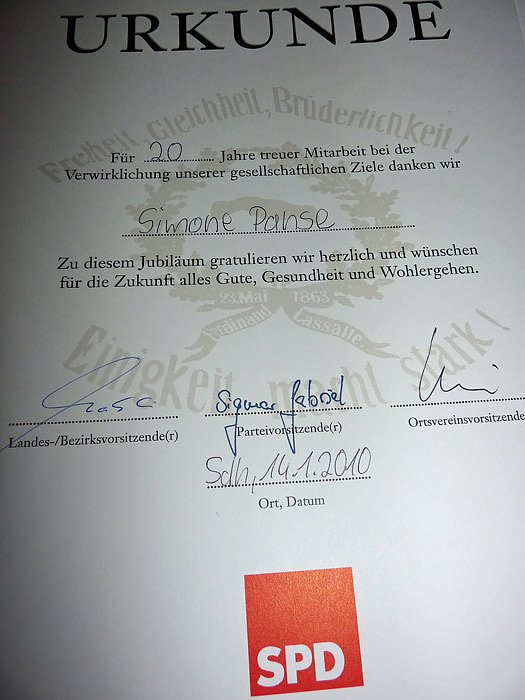 URKUNDE
Freiheit, Gleichheit, Brüderlichkeit!
Für 20 Jahre treuer Mitarbeit bei der
Verwirklichung unserer gesellschaftlichen Ziele danken wir
Simone Panse
Zu diesem Jubiläum gratulieren wir herzlich und wünschen
für die Zukunft alles Gute, Gesundheit und Wohlergehen.
23.Mai 1863
Ferdinand Lassalle
Einigkeit macht stark!
Sigmar Gabriel
Landes-/Bezirksvorsitzende(r) Parteivorsitzende(r) Ortsvereinsvorsitzende
Sdh, 14.1.2010
Ort, Datum
SPD